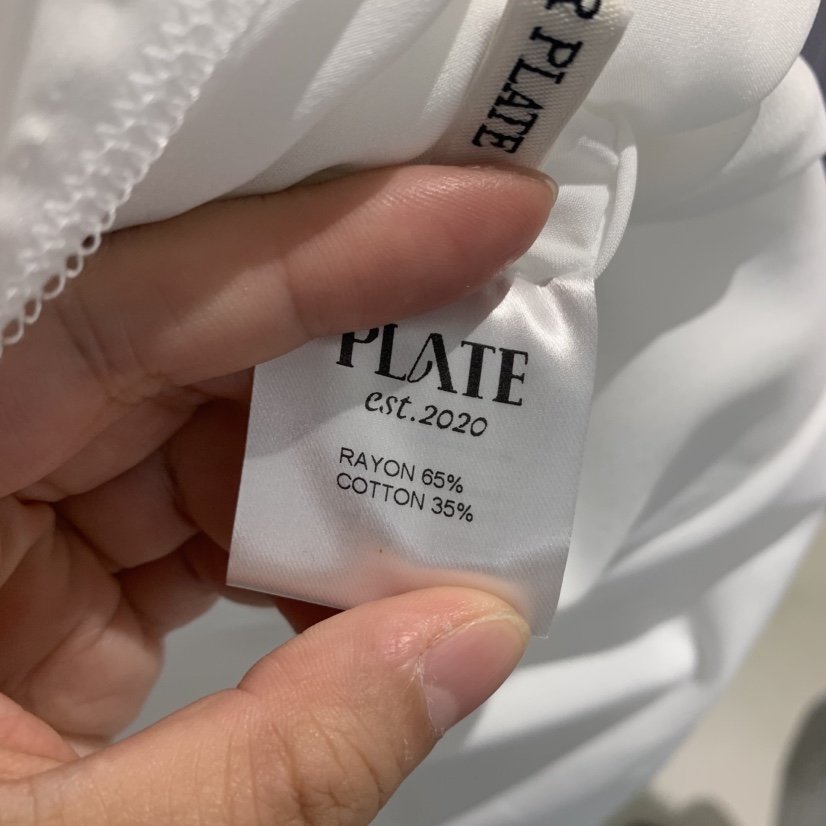 R PLATE
PLATE
est.2020
RAYON 65%
COTTON 35%